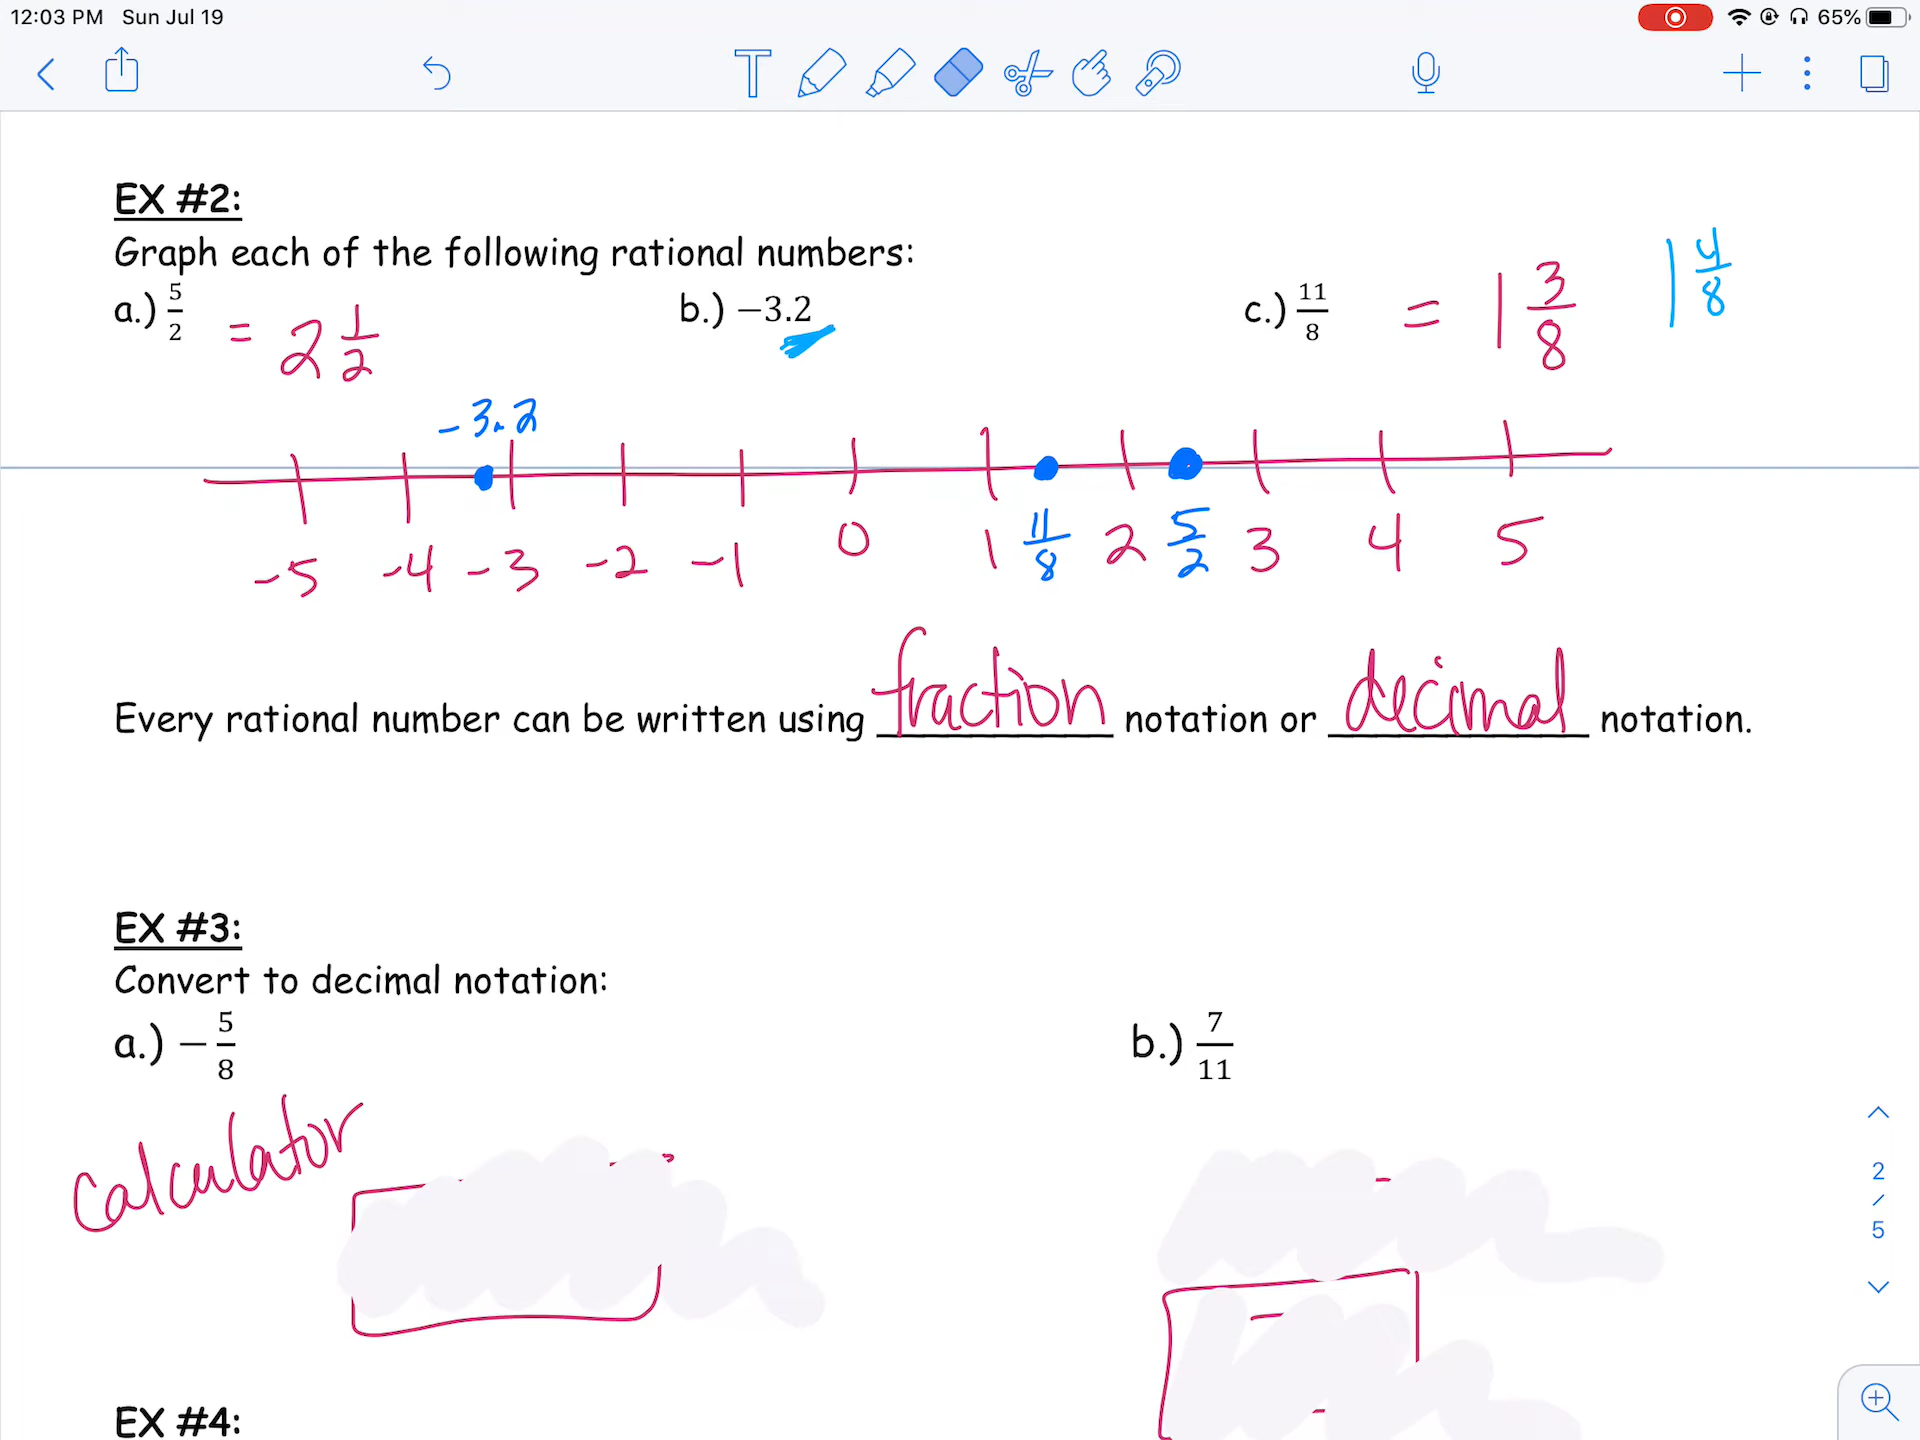 12:03 PM Sun Jul 19 65%
T
EX #2:
Graph each of the following rational numbers:
a.) 5/2 = 2 1/2 b.) −3.2 c.) 11/8 = 1 3/8 1 4/8
-3.2
-5 -4 -3 -2 -1 0 1 11/8 2 5/2 3 4 5
Every rational number can be written using fraction notation or decimal notation.
EX #3:
Convert to decimal notation:
a.) − 5/8 b.) 7/11
Calculator
2 / 5
EX #4: